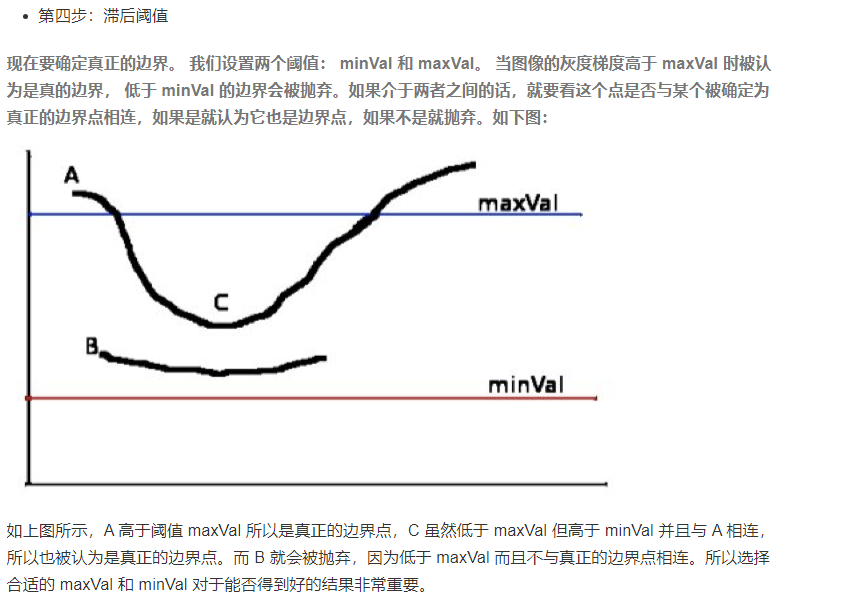 第四步：滞后阈值
现在要确定真正的边界。 我们设置两个阈值： minVal 和 maxVal。 当图像的灰度梯度高于 maxVal 时被认
为是真的边界， 低于 minVal 的边界会被抛弃。如果介于两者之间的话，就要看这个点是否与某个被确定为
真正的边界点相连，如果是就认为它也是边界点，如果不是就抛弃。如下图：
A
maxVal
C
B
minVal
如上图所示，A 高于阈值 maxVal 所以是真正的边界点，C 虽然低于 maxVal 但高于 minVal 并且与 A 相连，
所以也被认为是真正的边界点。而 B 就会被抛弃，因为低于 maxVal 而且不与真正的边界点相连。所以选择
合适的 maxVal 和 minVal 对于能否得到好的结果非常重要。